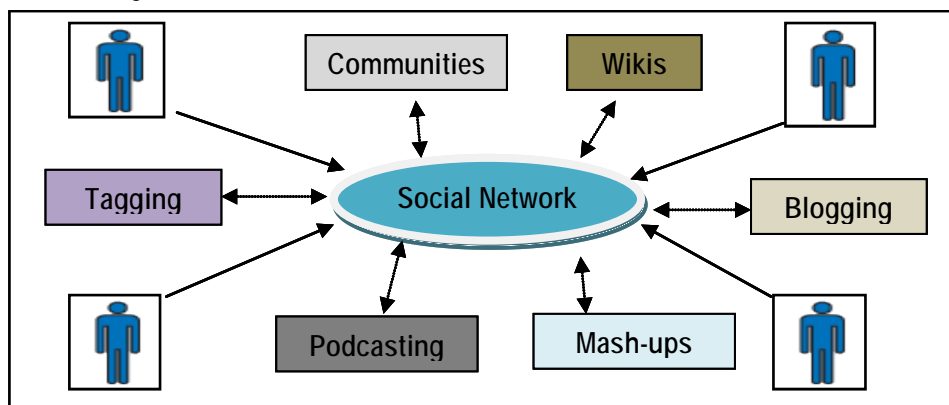 Communities
Wikis
Tagging
Social Network
Blogging
Podcasting
Mash-ups